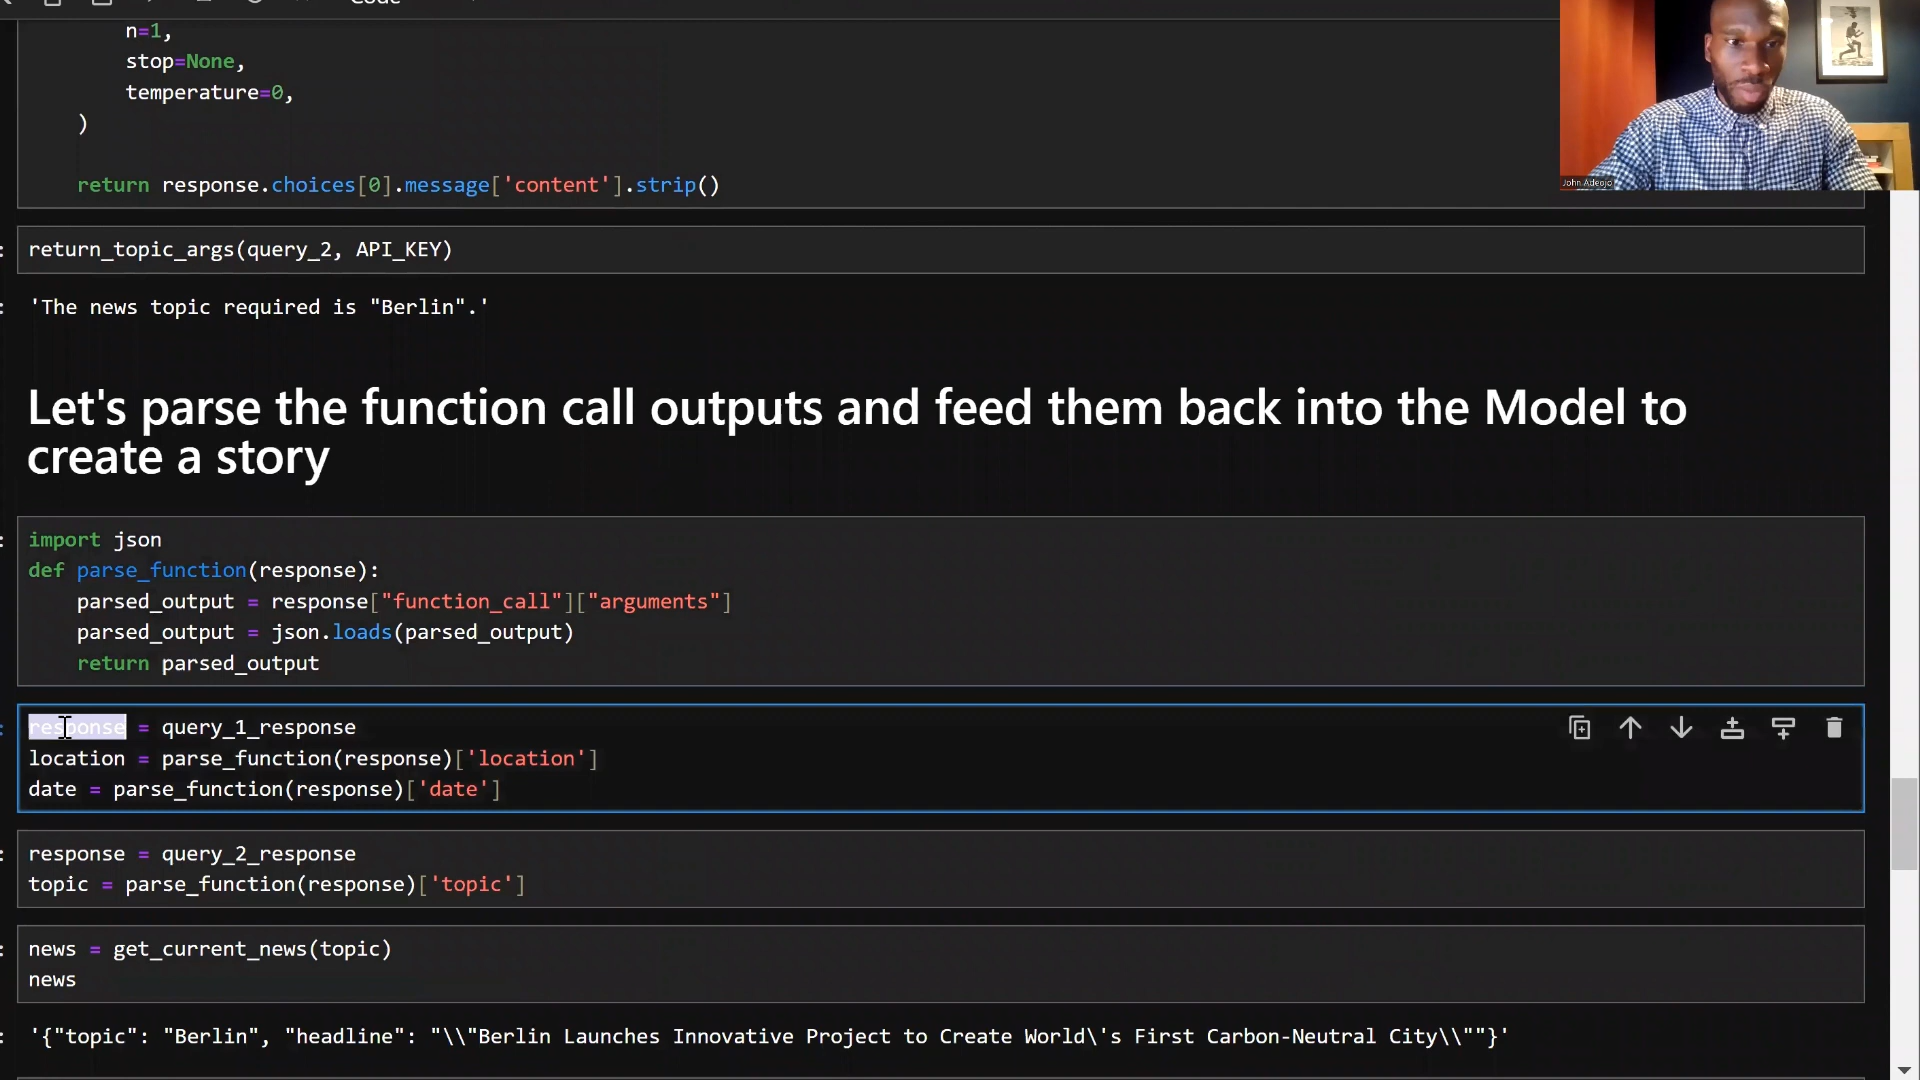 Code
n=1,
stop=None,
temperature=0,
)
return response.choices[0].message['content'].strip()
John Adeojo
return_topic_args(query_2, API_KEY)
'The news topic required is "Berlin".'
Let's parse the function call outputs and feed them back into the Model to
create a story
import json
def parse_function(response):
parsed_output = response["function_call"]["arguments"]
parsed_output = json.loads(parsed_output)
return parsed_output
response = query_1_response
location = parse_function(response)['location']
date = parse_function(response)['date']
response = query_2_response
topic = parse_function(response)['topic']
news = get_current_news(topic)
news
'{"topic": "Berlin", "headline": "\\"Berlin Launches Innovative Project to Create World\'s First Carbon-Neutral City\\""}'